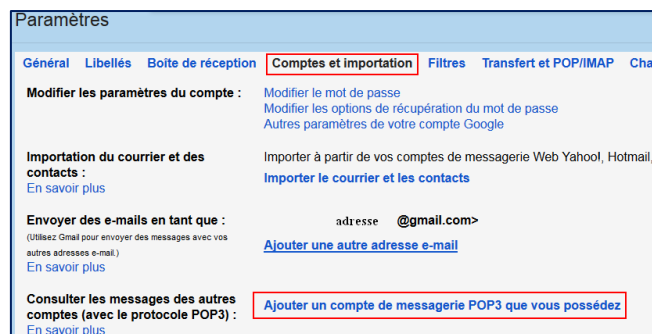 Paramètres
Général Libellés Boîte de réception Comptes et importation Filtres Transfert et POP/IMAP Cha
Modifier les paramètres du compte : Modifier le mot de passe
Modifier les options de récupération du mot de passe
Autres paramètres de votre compte Google
Importation du courrier et des Importer à partir de vos comptes de messagerie Web Yahoo!, Hotmail,
contacts :
Importer le courrier et les contacts
En savoir plus
Envoyer des e-mails en tant que : adresse @gmail.com>
(Utilisez Gmail pour envoyer des messages avec vos
autres adresses e-mail.) Ajouter une autre adresse e-mail
En savoir plus
Consulter les messages des autres Ajouter un compte de messagerie POP3 que vous possédez
comptes (avec le protocole POP3) :
En savoir plus